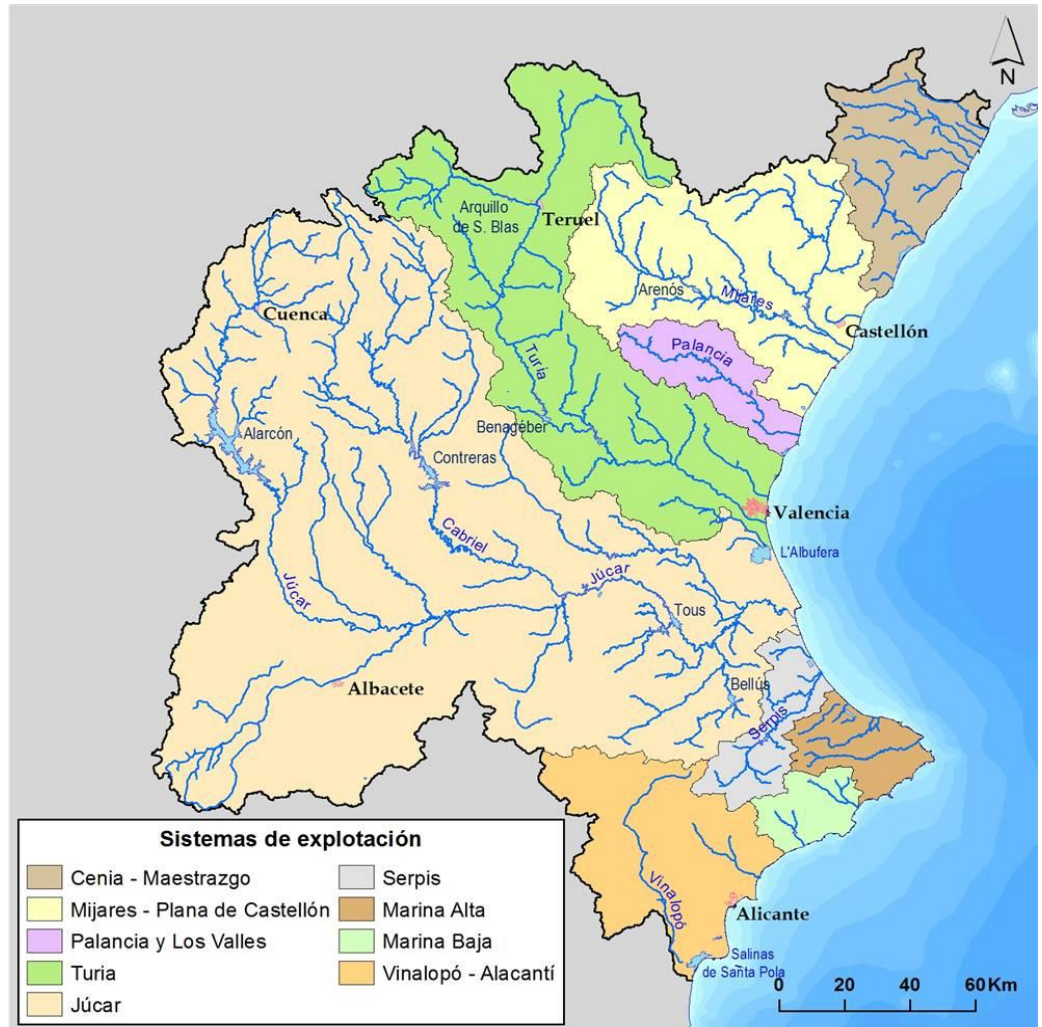 N
Arquillo
de S. Blas
Teruel
Arenós
Mijares
Castellón
Cuenca
Palancia
Turia
Benagéber
Alarcón
Contreras
Valencia
Cabriel
L'Albufera
Júcar
Júcar
Tous
Albacete
Bellús
Serpis
Vinalopó
Alicante
Salinas
de Santa Pola
Sistemas de explotación
Cenia - Maestrazgo
Mijares - Plana de Castellón
Palancia y Los Valles
Turia
Júcar
Serpis
Marina Alta
Marina Baja
Vinalopó - Alacantí
0 20 40 60 Km